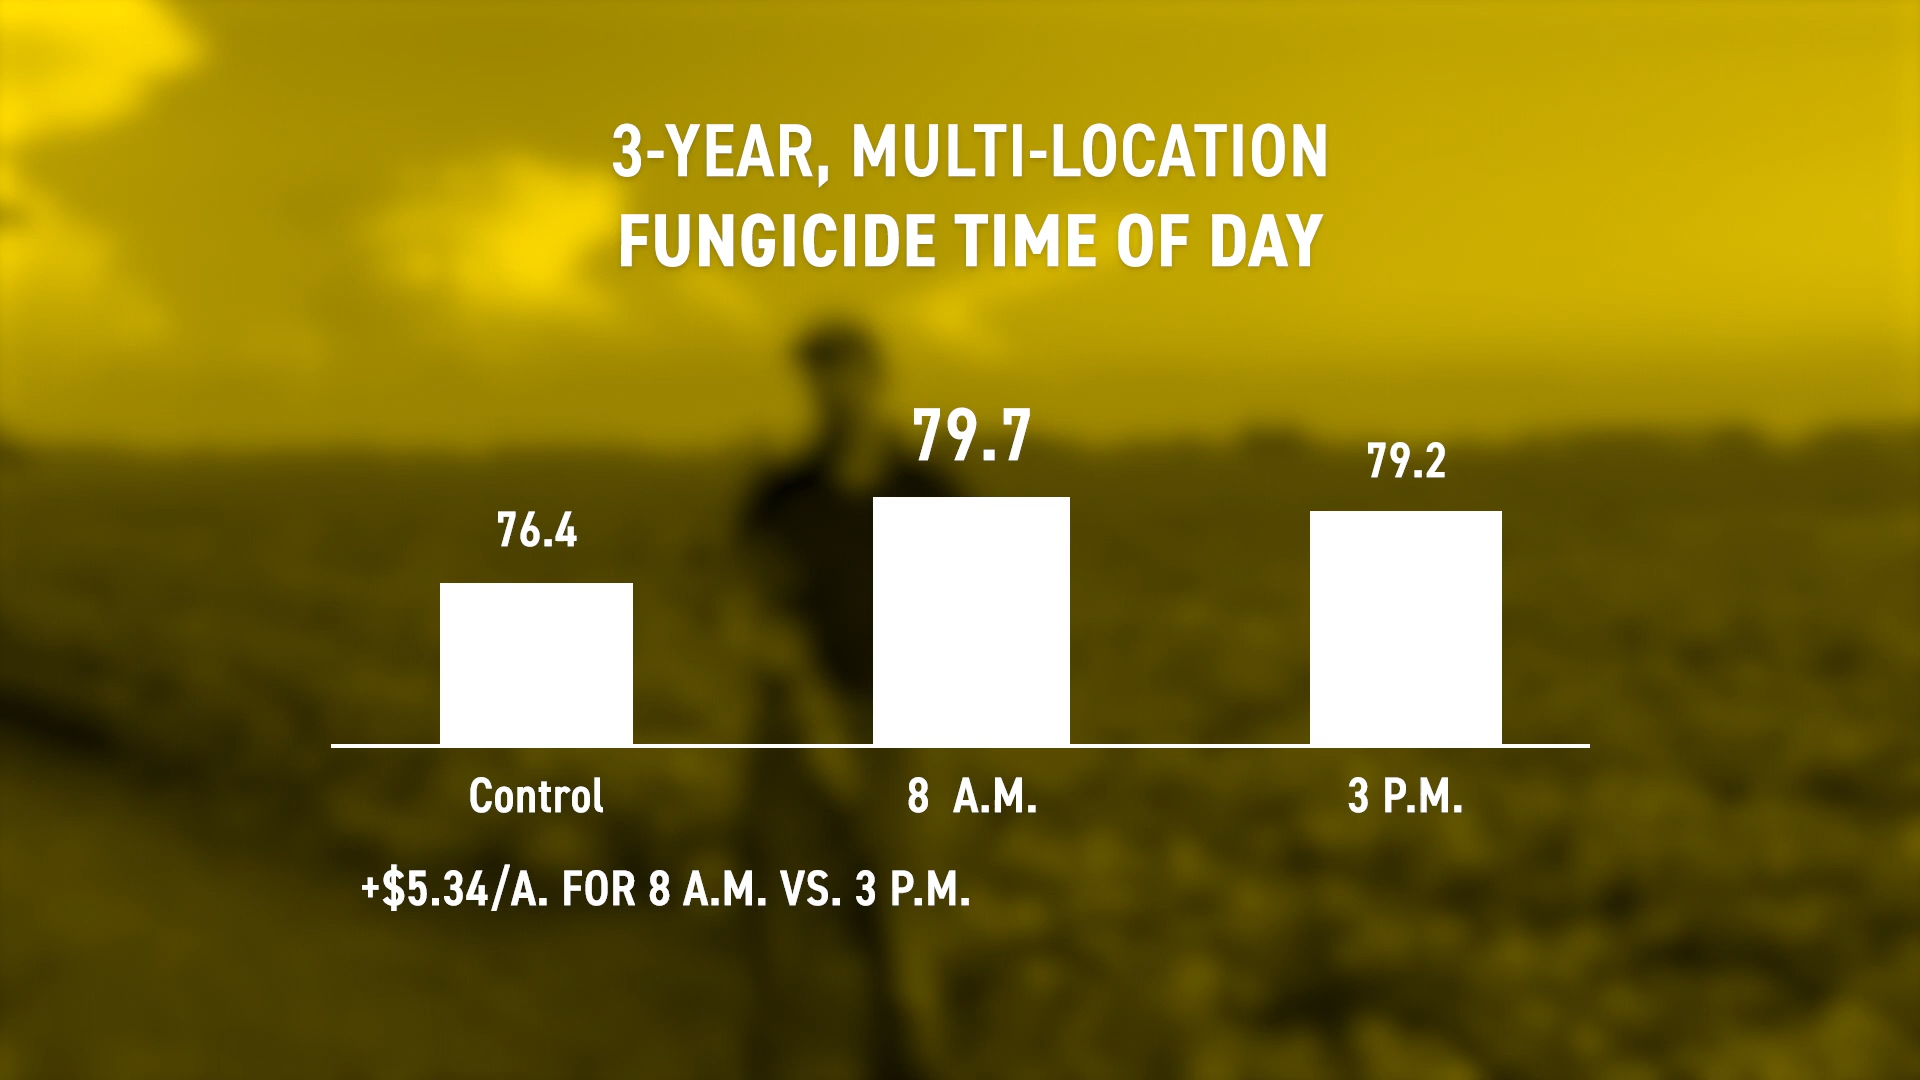 3-YEAR, MULTI-LOCATION
FUNGICIDE TIME OF DAY
76.4
79.7
79.2
Control
8 A.M.
3 P.M.
+$5.34/A. FOR 8 A.M. VS. 3 P.M.